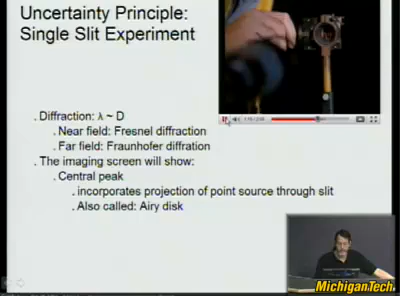 Uncertainty Principle:
Single Slit Experiment
. Diffraction: λ ~ D
. Near field: Fresnel diffraction
. Far field: Fraunhofer diffration
. The imaging screen will show:
. Central peak
. incorporates projection of point source through slit
. Also called: Airy disk
MichiganTech